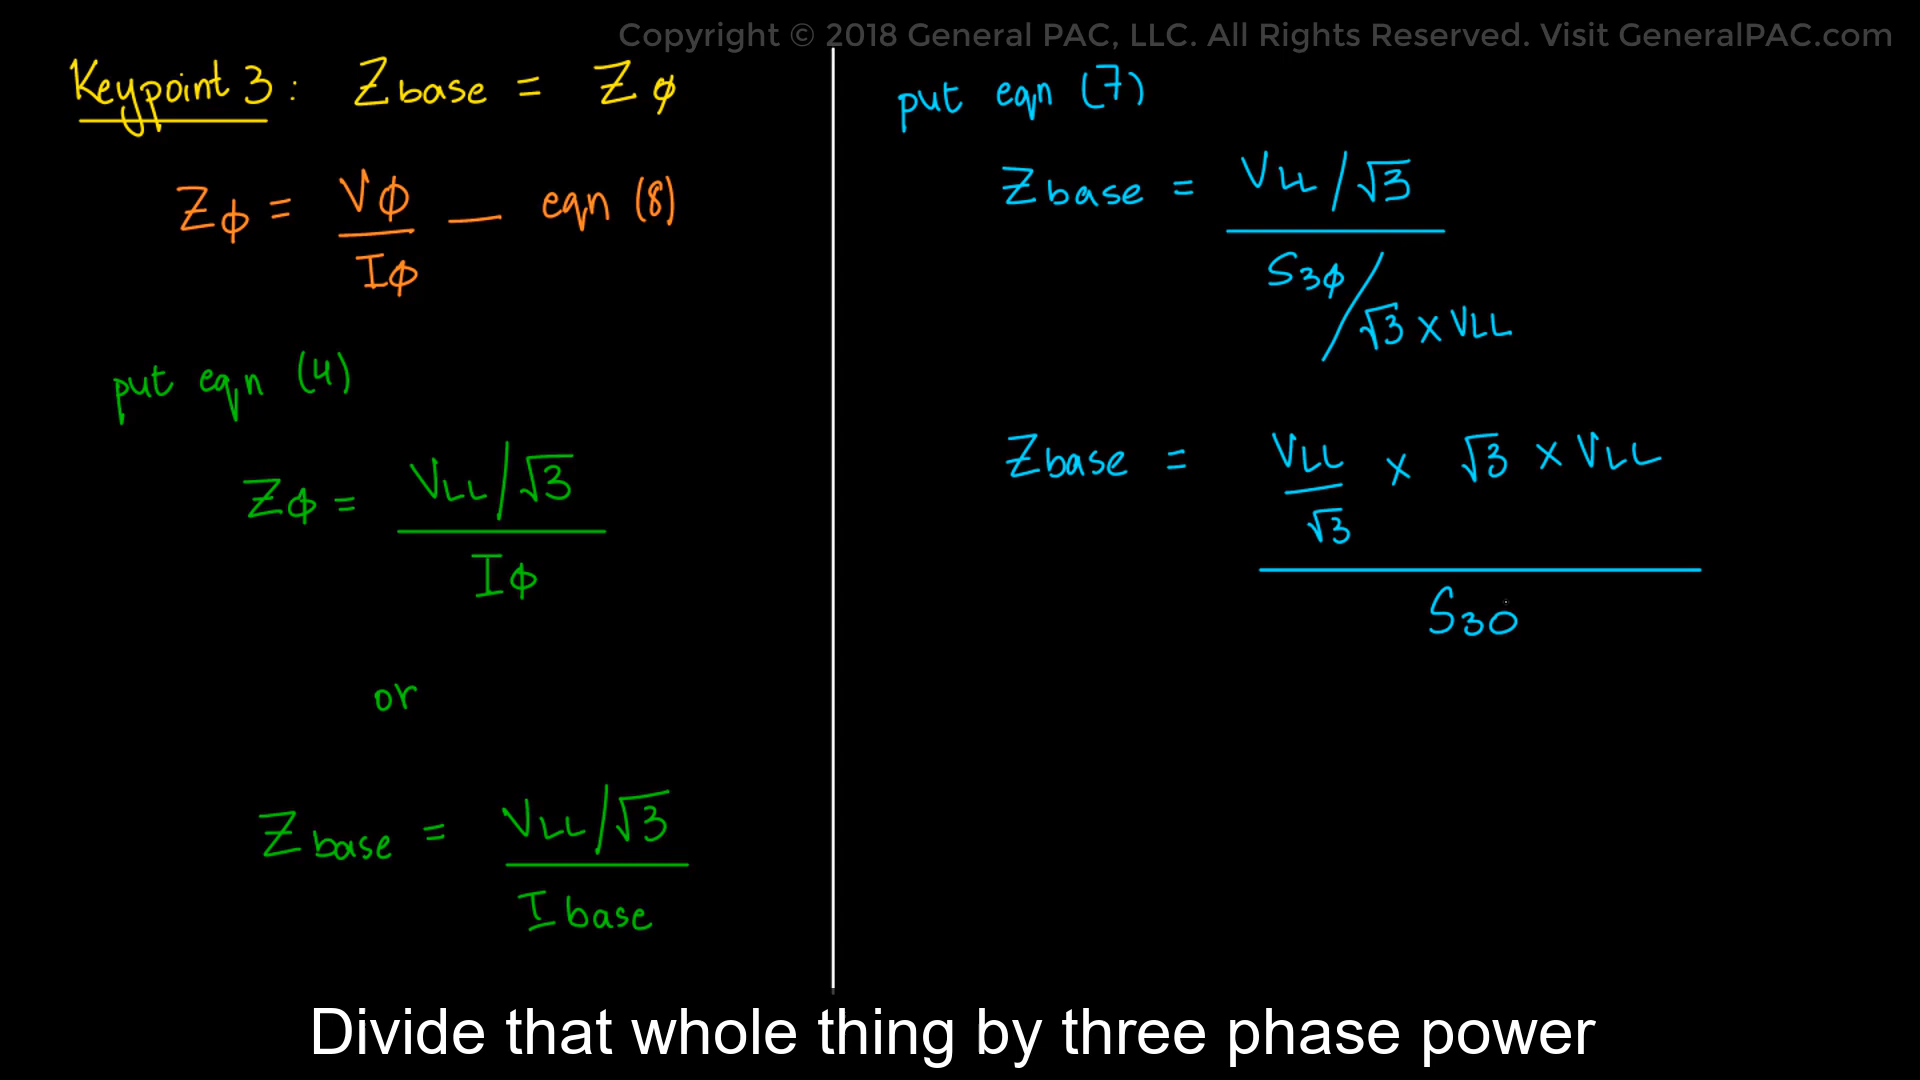 Copyright © 2018 General PAC, LLC. All Rights Reserved. Visit GeneralPAC.com
Keypoint 3: Zbase = Zφ
Zφ = Vφ / Iφ — eqn (8)
put eqn (4)
Zφ = VLL/√3 / Iφ
or
Zbase = VLL/√3 / Ibase
put eqn (7)
Zbase = VLL/√3 / S3φ/√3 × VLL
Zbase = VLL/√3 × √3 × VLL / S3O
Divide that whole thing by three phase power